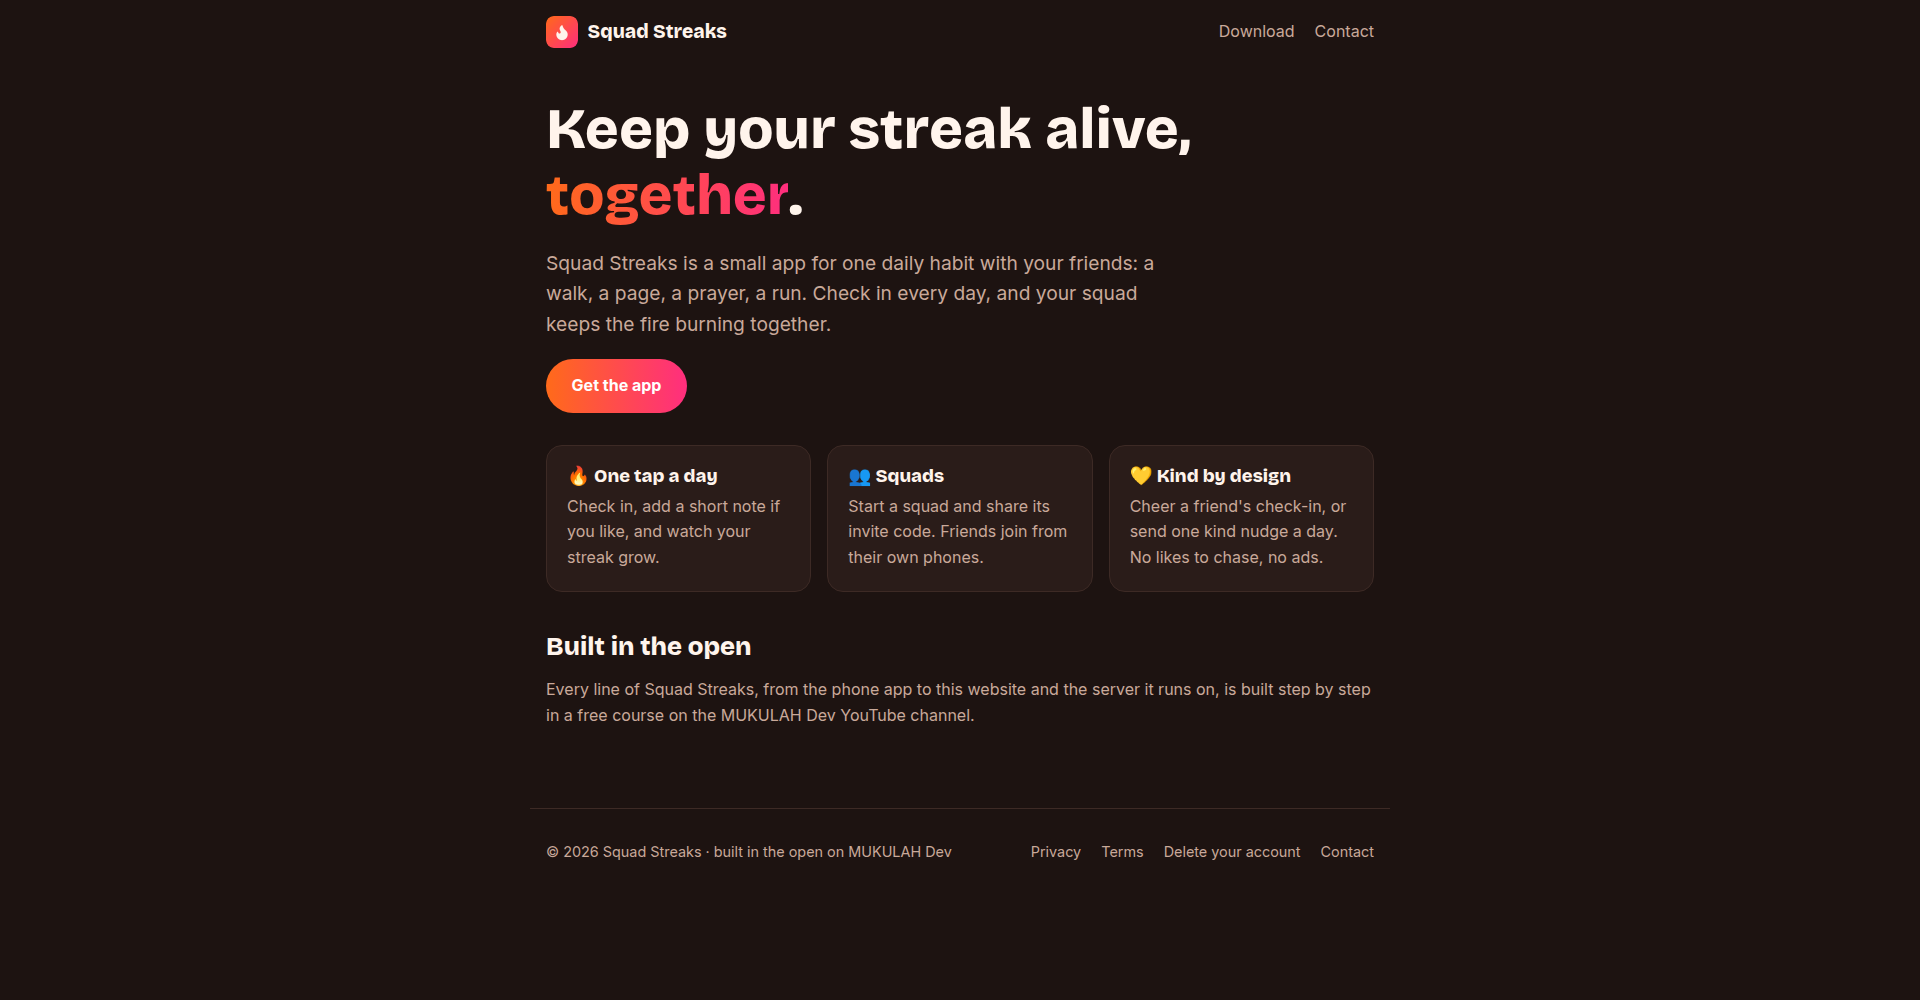 Squad Streaks
Download
Contact
Keep your streak alive,
together.
Squad Streaks is a small app for one daily habit with your friends: a
walk, a page, a prayer, a run. Check in every day, and your squad
keeps the fire burning together.
Get the app
🔥 One tap a day
Check in, add a short note if
you like, and watch your
streak grow.
👥 Squads
Start a squad and share its
invite code. Friends join from
their own phones.
💛 Kind by design
Cheer a friend's check-in, or
send one kind nudge a day.
No likes to chase, no ads.
Built in the open
Every line of Squad Streaks, from the phone app to this website and the server it runs on, is built step by step
in a free course on the MUKULAH Dev YouTube channel.
© 2026 Squad Streaks · built in the open on MUKULAH Dev
Privacy
Terms
Delete your account
Contact